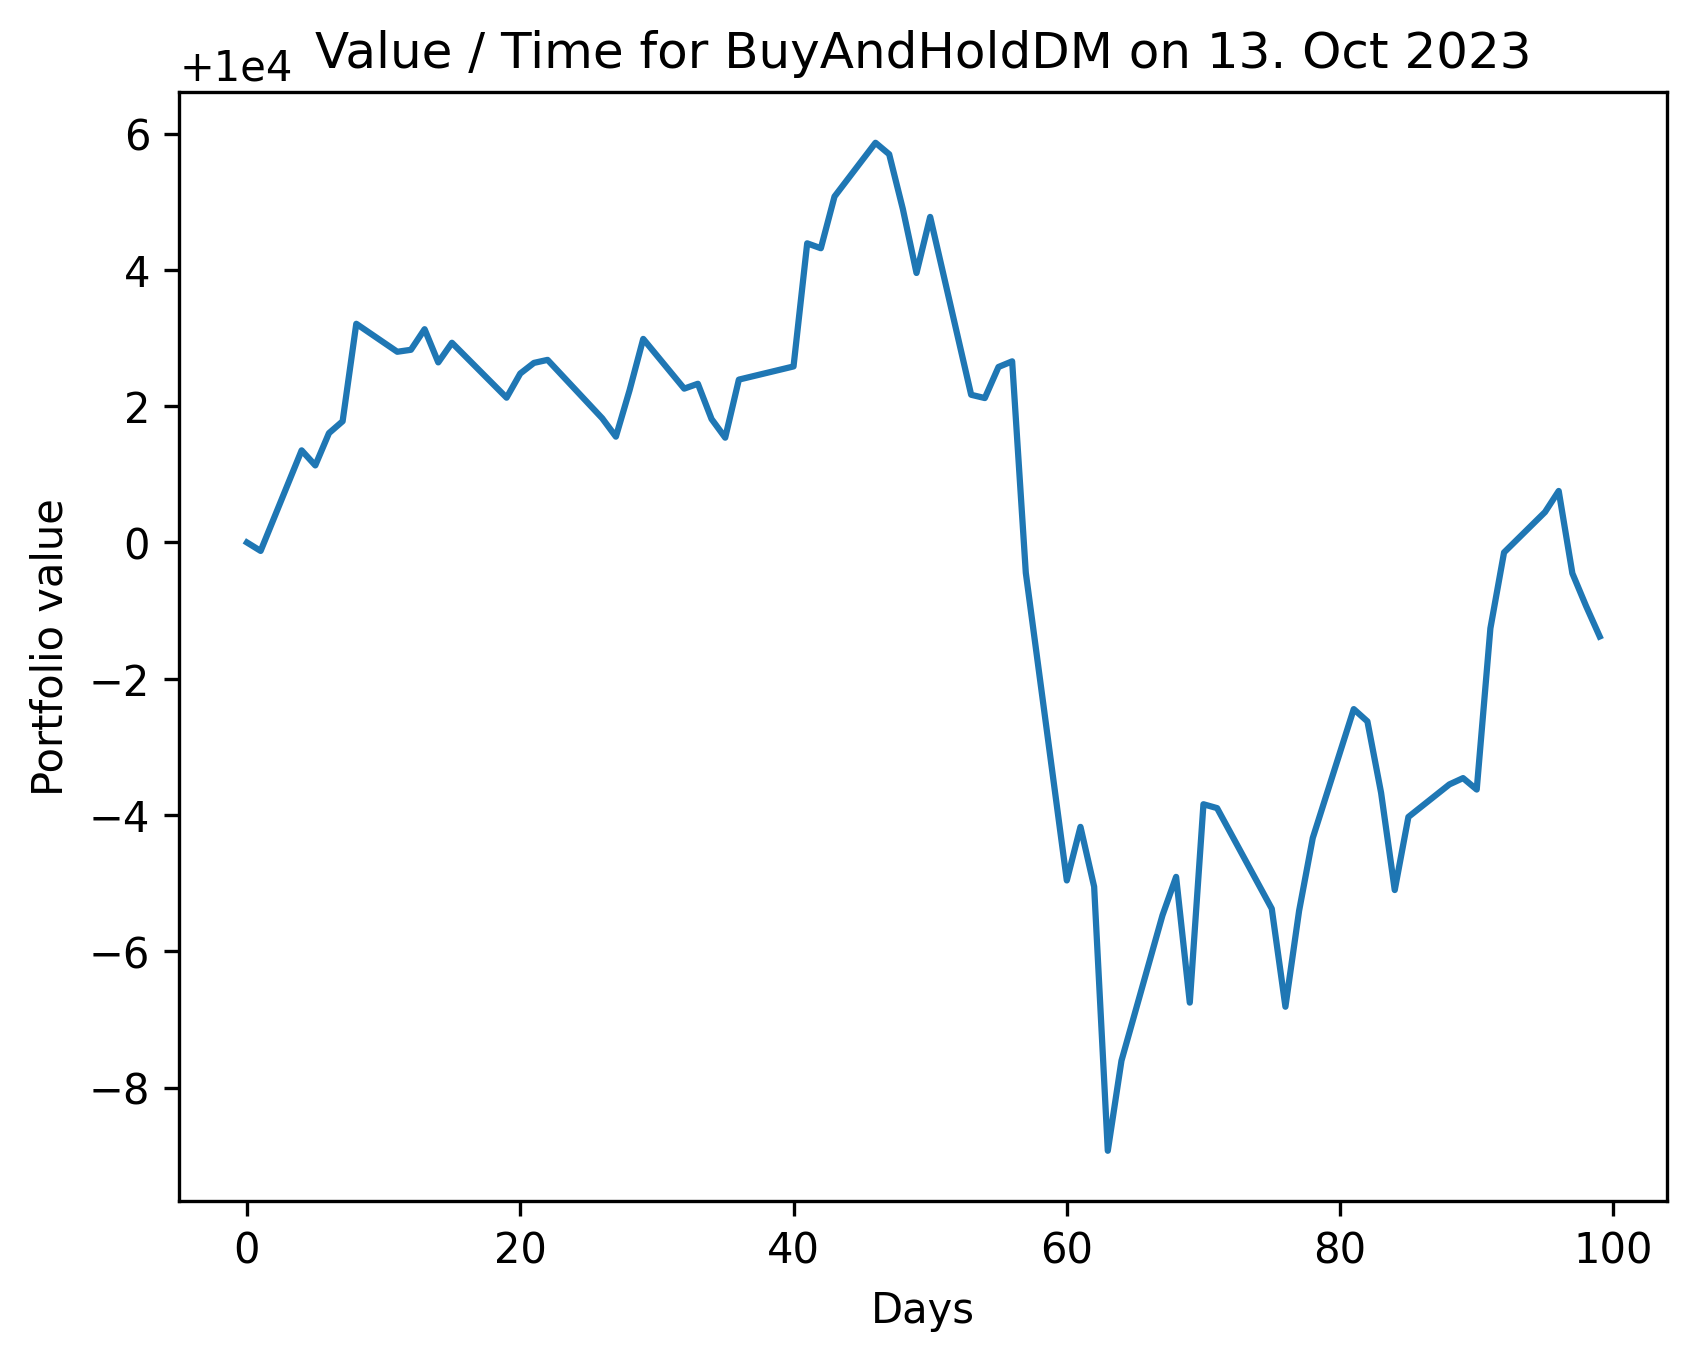 Value / Time for BuyAndHoldDM on 13. Oct 2023
+1e4
6
4
2
0
−2
−4
−6
−8
Portfolio value
0 20 40 60 80 100
Days